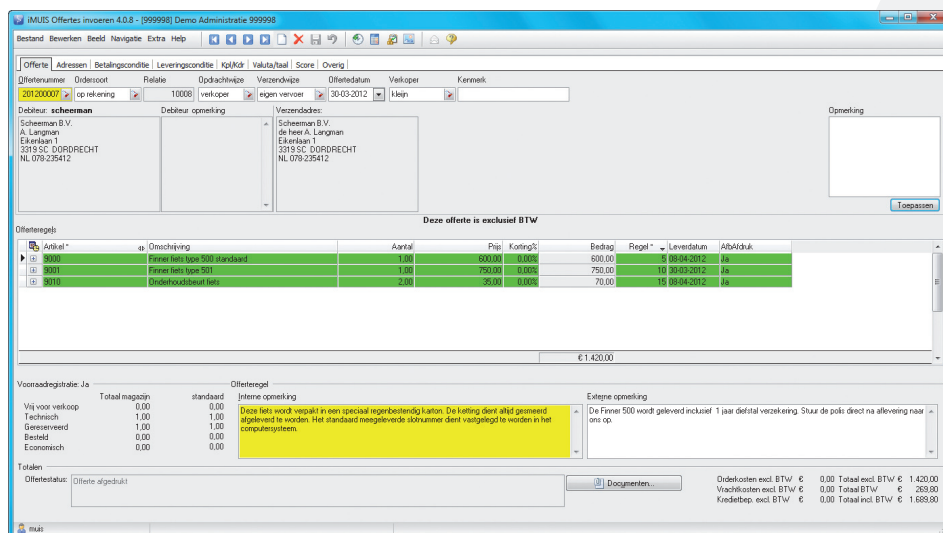 iMUIS Offertes invoeren 4.0.8 - [999998] Demo Administratie 999998
Bestand Bewerken Beeld Navigatie Extra Help
Offerte Adressen Betalingsconditie Leveringsconditie Kpl/Kdr Valuta/taal Score Overig
Offertenummer Ordersoort Relatie Opdrachtwijze Verzendwijze Offertedatum Verkoper Kenmerk
201200007 op rekening 10008 verkoper eigen vervoer 30-03-2012 kleijn
Debiteur: scheerman Debiteur opmerking Verzendadres: Opmerking
Scheerman B.V. Scheerman B.V.
A. Langman de heer A. Langman
Eikenlaan 1 Eikenlaan 1
3319 SC DORDRECHT 3319 SC DORDRECHT
NL 078-235412 NL 078-235412
Toepassen
Deze offerte is exclusief BTW
Offerteregels
Artikel * Omschrijving Aantal Prijs Korting% Bedrag Regel * Leverdatum AfbAfdruk
9000 Finner fiets type 500 standaard 1,00 600,00 0,00% 600,00 5 08-04-2012 Ja
9001 Finner fiets type 501 1,00 750,00 0,00% 750,00 10 30-03-2012 Ja
9010 Onderhoudsbeurt fiets 2,00 35,00 0,00% 70,00 15 08-04-2012 Ja
€ 1.420,00
Voorraadregistratie: Ja Offerteregel
Totaal magazijn standaard Interne opmerking Externe opmerking
Vrij voor verkoop 0,00 0,00
Technisch 1,00 1,00
Gereserveerd 1,00 1,00
Besteld 0,00 0,00
Economisch 0,00 0,00
Deze fiets wordt verpakt in een speciaal regenbestendig karton. De ketting dient altijd gesmeerd
afgeleverd te worden. Het standaard meegeleverde slotnummer dient vastgelegd te worden in het
computersysteem.
De Finner 500 wordt geleverd inclusief 1 jaar diefstal verzekering. Stuur de polis direct na aflevering naar
ons op.
Totalen
Offertestatus: Offerte afgedrukt Documenten...
Orderkosten excl. BTW € 0,00 Totaal excl. BTW € 1.420,00
Vrachtkosten excl. BTW € 0,00 Totaal BTW € 269,80
Kredietbep. excl. BTW € 0,00 Totaal incl. BTW € 1.689,80
muis